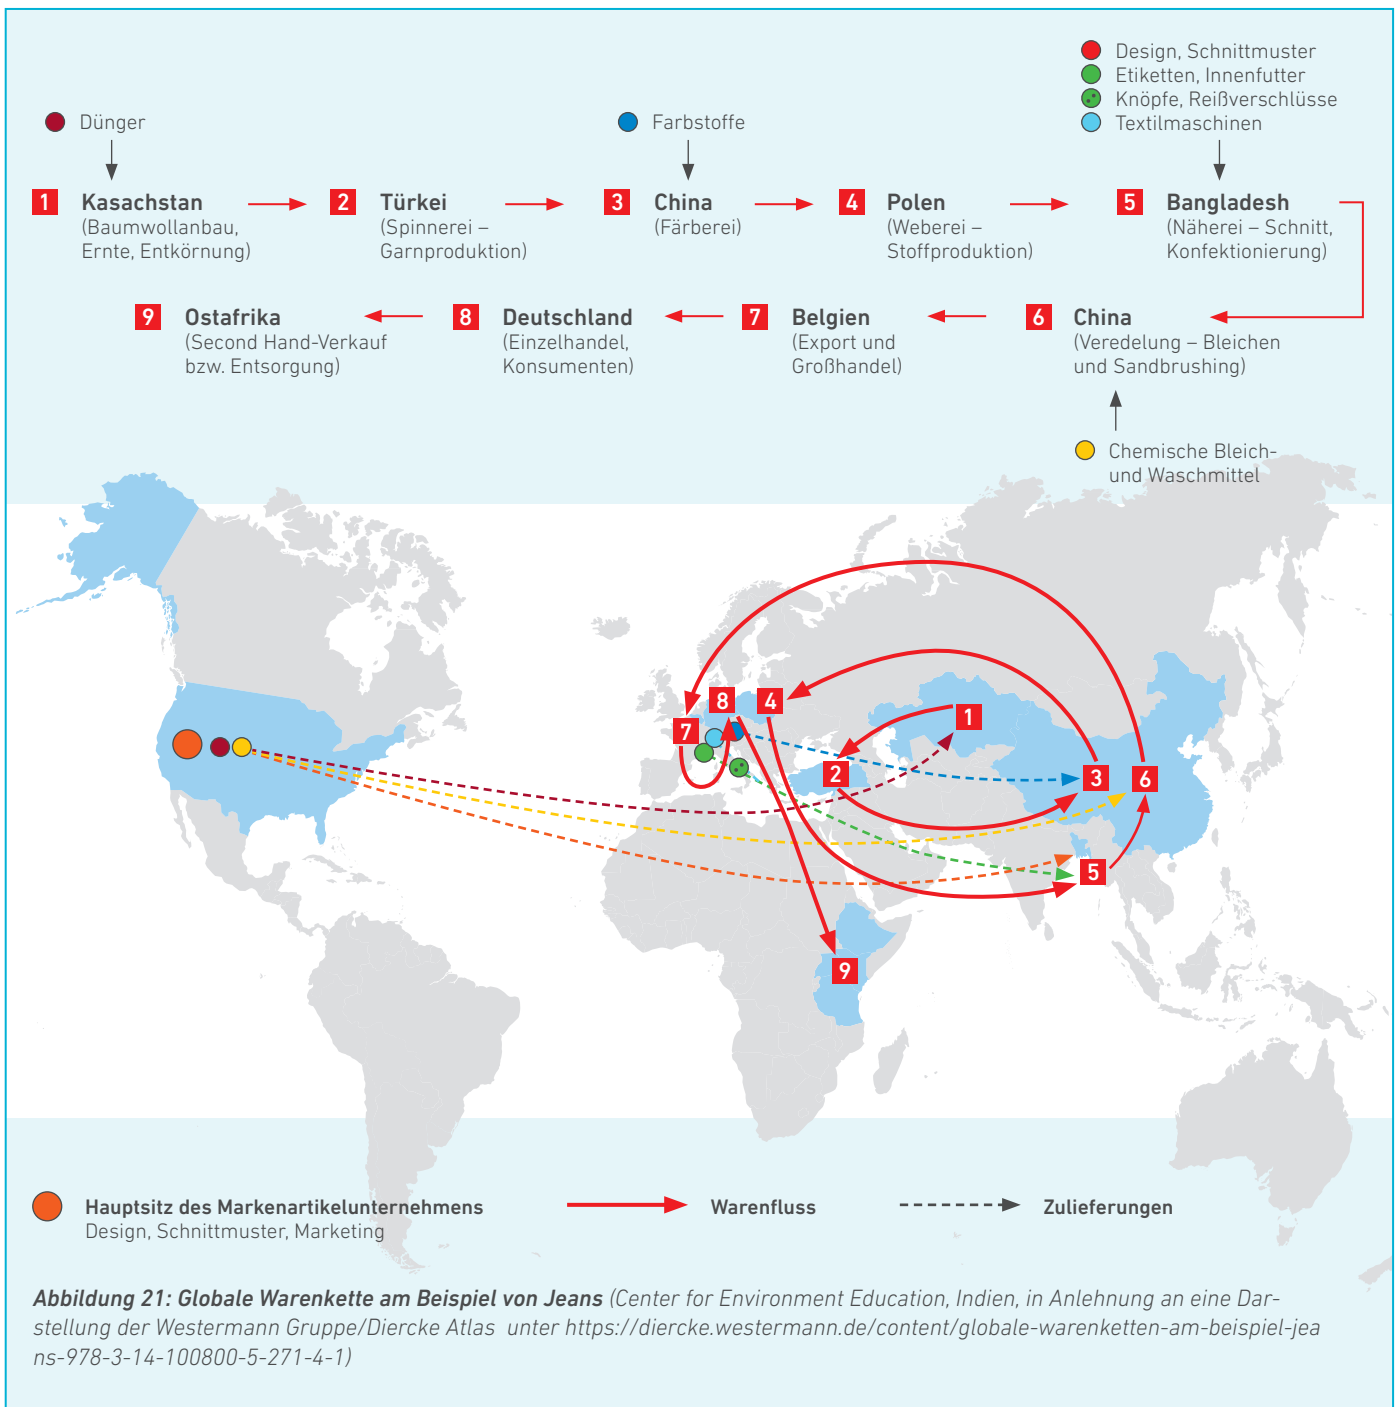 Design, Schnittmuster
Etiketten, Innenfutter
Knöpfe, Reißverschlüsse
Textilmaschinen
Dünger
Farbstoffe
1 Kasachstan
(Baumwollanbau,
Ernte, Entkörnung)
2 Türkei
(Spinnerei –
Garnproduktion)
3 China
(Färberei)
4 Polen
(Weberei –
Stoffproduktion)
5 Bangladesh
(Näherei – Schnitt,
Konfektionierung)
9 Ostafrika
(Second Hand-Verkauf
bzw. Entsorgung)
8 Deutschland
(Einzelhandel,
Konsumenten)
7 Belgien
(Export und
Großhandel)
6 China
(Veredelung – Bleichen
und Sandbrushing)
Chemische Bleich-
und Waschmittel
8
4
7
1
2
3
6
5
9
Hauptsitz des Markenartikelunternehmens
Design, Schnittmuster, Marketing
Warenfluss
Zulieferungen
Abbildung 21: Globale Warenkette am Beispiel von Jeans (Center for Environment Education, Indien, in Anlehnung an eine Dar-
stellung der Westermann Gruppe/Diercke Atlas unter https://diercke.westermann.de/content/globale-warenketten-am-beispiel-jea
ns-978-3-14-100800-5-271-4-1)